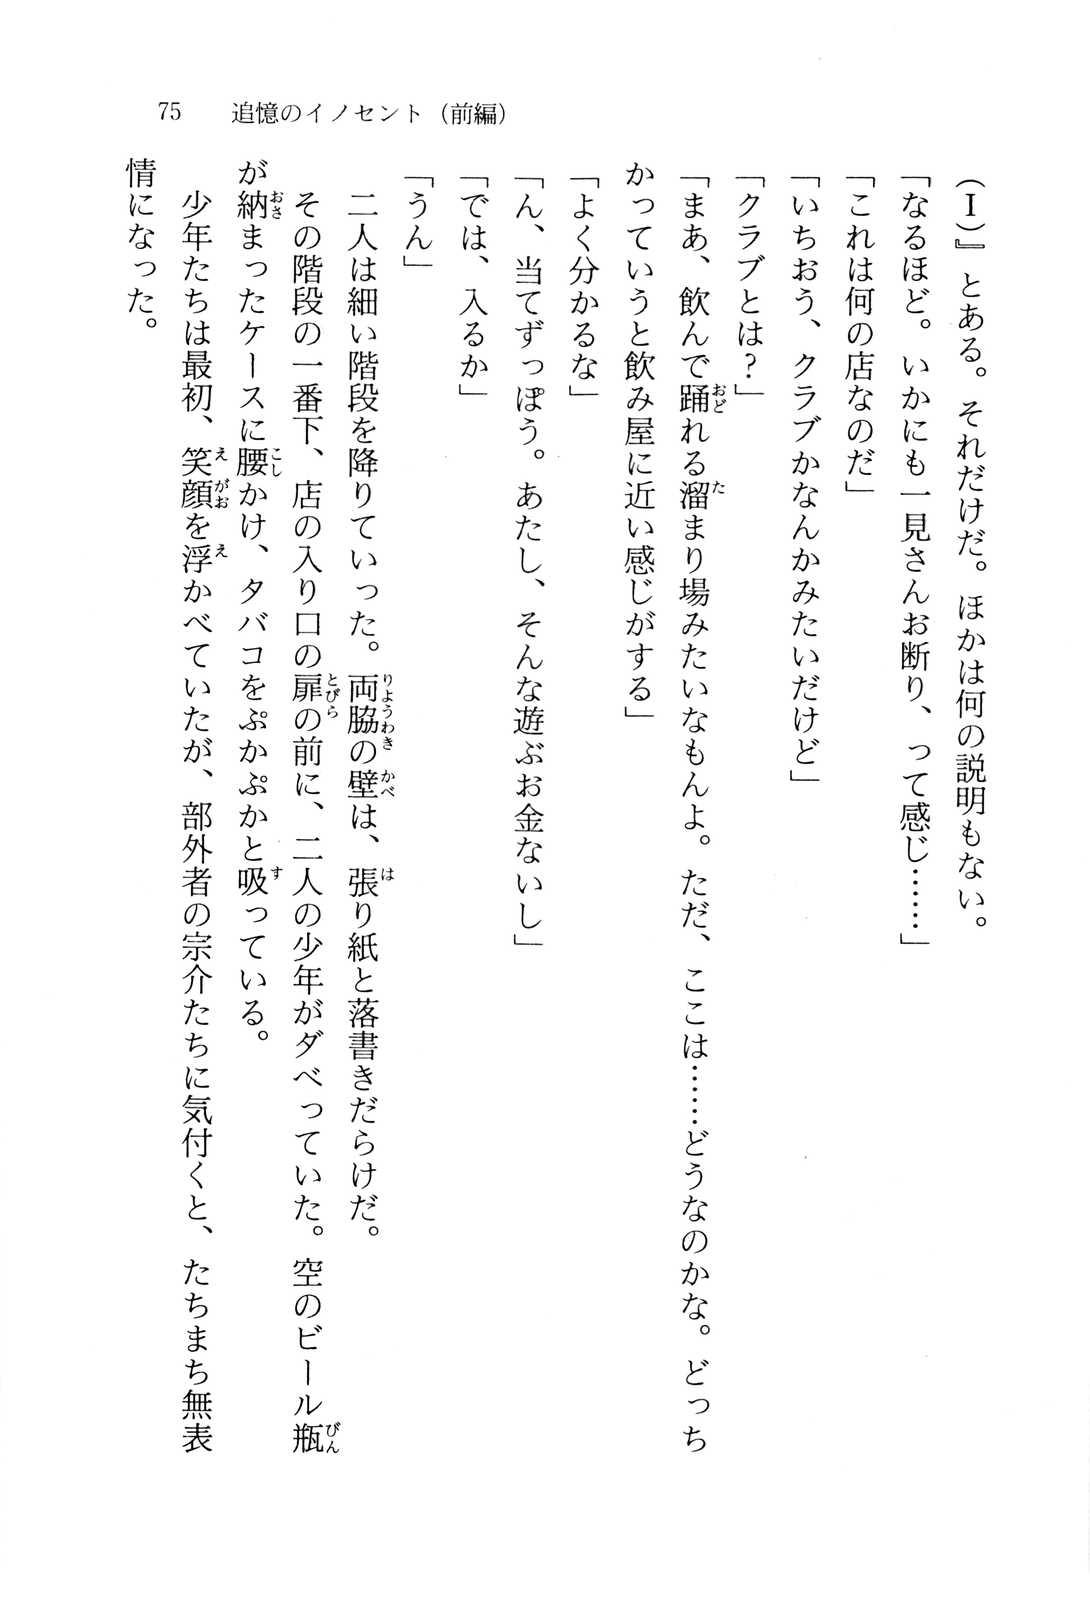 75　追憶のイノセント（前編）
（Ｉ）』とある。それだけだ。ほかは何の説明もない。
「なるほど。いかにも一見さんお断り、って感じ……」
「これは何の店なのだ」
「いちおう、クラブかなんかみたいだけど」
「クラブとは？」
「まあ、飲んで踊れる溜まり場みたいなもんよ。ただ、ここは……どうなのかな。どっち
かっていうと飲み屋に近い感じがする」
「よく分かるな」
「ん、当てずっぽう。あたし、そんな遊ぶお金ないし」
「では、入るか」
「うん」
　二人は細い階段を降りていった。両脇の壁は、張り紙と落書きだらけだ。
　その階段の一番下、店の入り口の扉の前に、二人の少年がダベっていた。空のビール瓶
が納まったケースに腰かけ、タバコをぷかぷかと吸っている。
　少年たちは最初、笑顔を浮かべていたが、部外者の宗介たちに気付くと、たちまち無表
情になった。